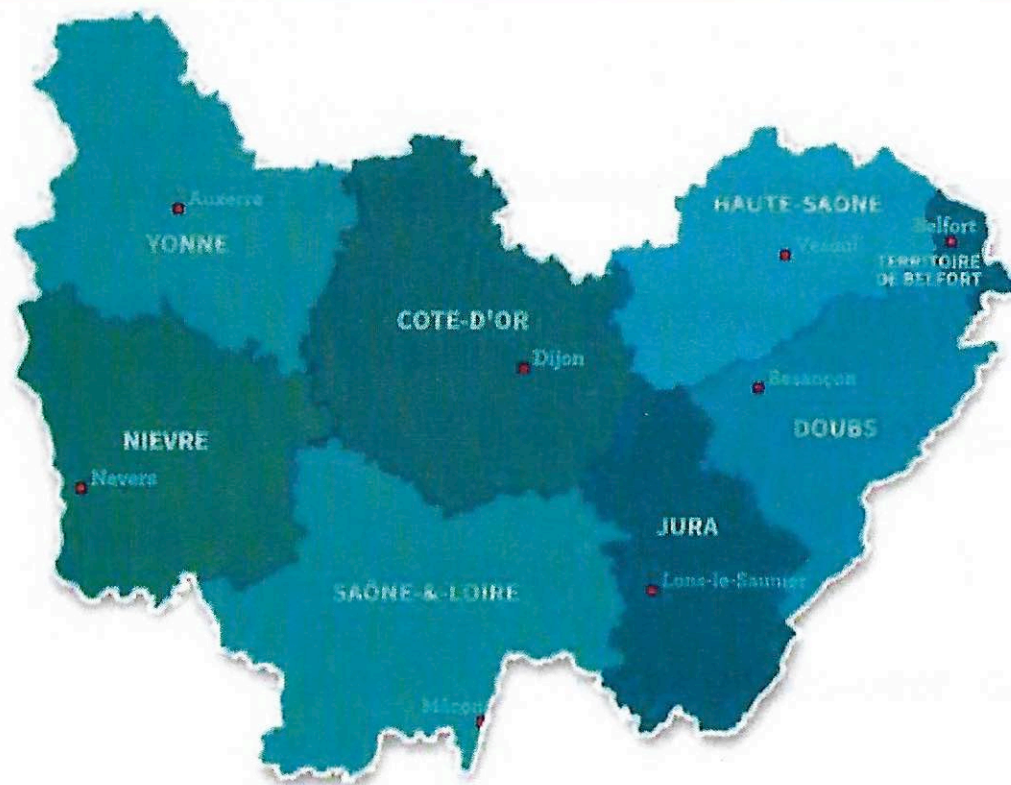 Auxerre
YONNE
HAUTE-SAÔNE
Belfort
Vesoul
TERRITOIRE
DE BELFORT
COTE-D'OR
Dijon
Besançon
DOUBS
NIEVRE
Nevers
JURA
Lons-le-Saunier
SAÔNE-&-LOIRE
Mâcon